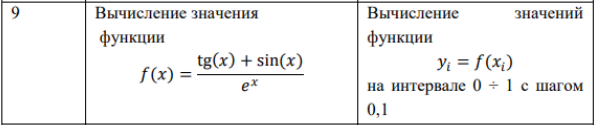 9
Вычисление значения
функции
f(x) = (tg(x) + sin(x)) / e^x
Вычисление значений
функции
y_i = f(x_i)
на интервале 0 ÷ 1 с шагом
0,1